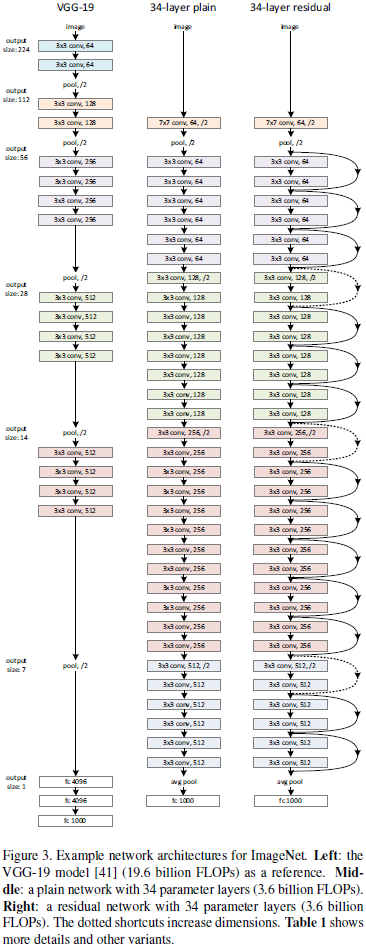 VGG-19
34-layer plain
34-layer residual
output
size: 224
output
size: 112
output
size: 56
output
size: 28
output
size: 14
output
size: 7
output
size: 1
image
3x3 conv, 64
3x3 conv, 64
pool, /2
3x3 conv, 128
3x3 conv, 128
pool, /2
3x3 conv, 256
3x3 conv, 256
3x3 conv, 256
3x3 conv, 256
pool, /2
3x3 conv, 512
3x3 conv, 512
3x3 conv, 512
3x3 conv, 512
pool, /2
3x3 conv, 512
3x3 conv, 512
3x3 conv, 512
3x3 conv, 512
pool, /2
fc 4096
fc 4096
fc 1000
image
7x7 conv, 64, /2
pool, /2
3x3 conv, 64
3x3 conv, 64
3x3 conv, 64
3x3 conv, 64
3x3 conv, 64
3x3 conv, 64
3x3 conv, 128, /2
3x3 conv, 128
3x3 conv, 128
3x3 conv, 128
3x3 conv, 128
3x3 conv, 128
3x3 conv, 128
3x3 conv, 128
3x3 conv, 256, /2
3x3 conv, 256
3x3 conv, 256
3x3 conv, 256
3x3 conv, 256
3x3 conv, 256
3x3 conv, 256
3x3 conv, 256
3x3 conv, 256
3x3 conv, 256
3x3 conv, 256
3x3 conv, 256
3x3 conv, 512, /2
3x3 conv, 512
3x3 conv, 512
3x3 conv, 512
3x3 conv, 512
3x3 conv, 512
avg pool
fc 1000
image
7x7 conv, 64, /2
pool, /2
3x3 conv, 64
3x3 conv, 64
3x3 conv, 64
3x3 conv, 64
3x3 conv, 64
3x3 conv, 64
3x3 conv, 128, /2
3x3 conv, 128
3x3 conv, 128
3x3 conv, 128
3x3 conv, 128
3x3 conv, 128
3x3 conv, 128
3x3 conv, 128
3x3 conv, 256, /2
3x3 conv, 256
3x3 conv, 256
3x3 conv, 256
3x3 conv, 256
3x3 conv, 256
3x3 conv, 256
3x3 conv, 256
3x3 conv, 256
3x3 conv, 256
3x3 conv, 256
3x3 conv, 256
3x3 conv, 512, /2
3x3 conv, 512
3x3 conv, 512
3x3 conv, 512
3x3 conv, 512
3x3 conv, 512
avg pool
fc 1000
Figure 3. Example network architectures for ImageNet. Left: the
VGG-19 model [41] (19.6 billion FLOPs) as a reference. Mid-
dle: a plain network with 34 parameter layers (3.6 billion FLOPs).
Right: a residual network with 34 parameter layers (3.6 billion
FLOPs). The dotted shortcuts increase dimensions. Table 1 shows
more details and other variants.